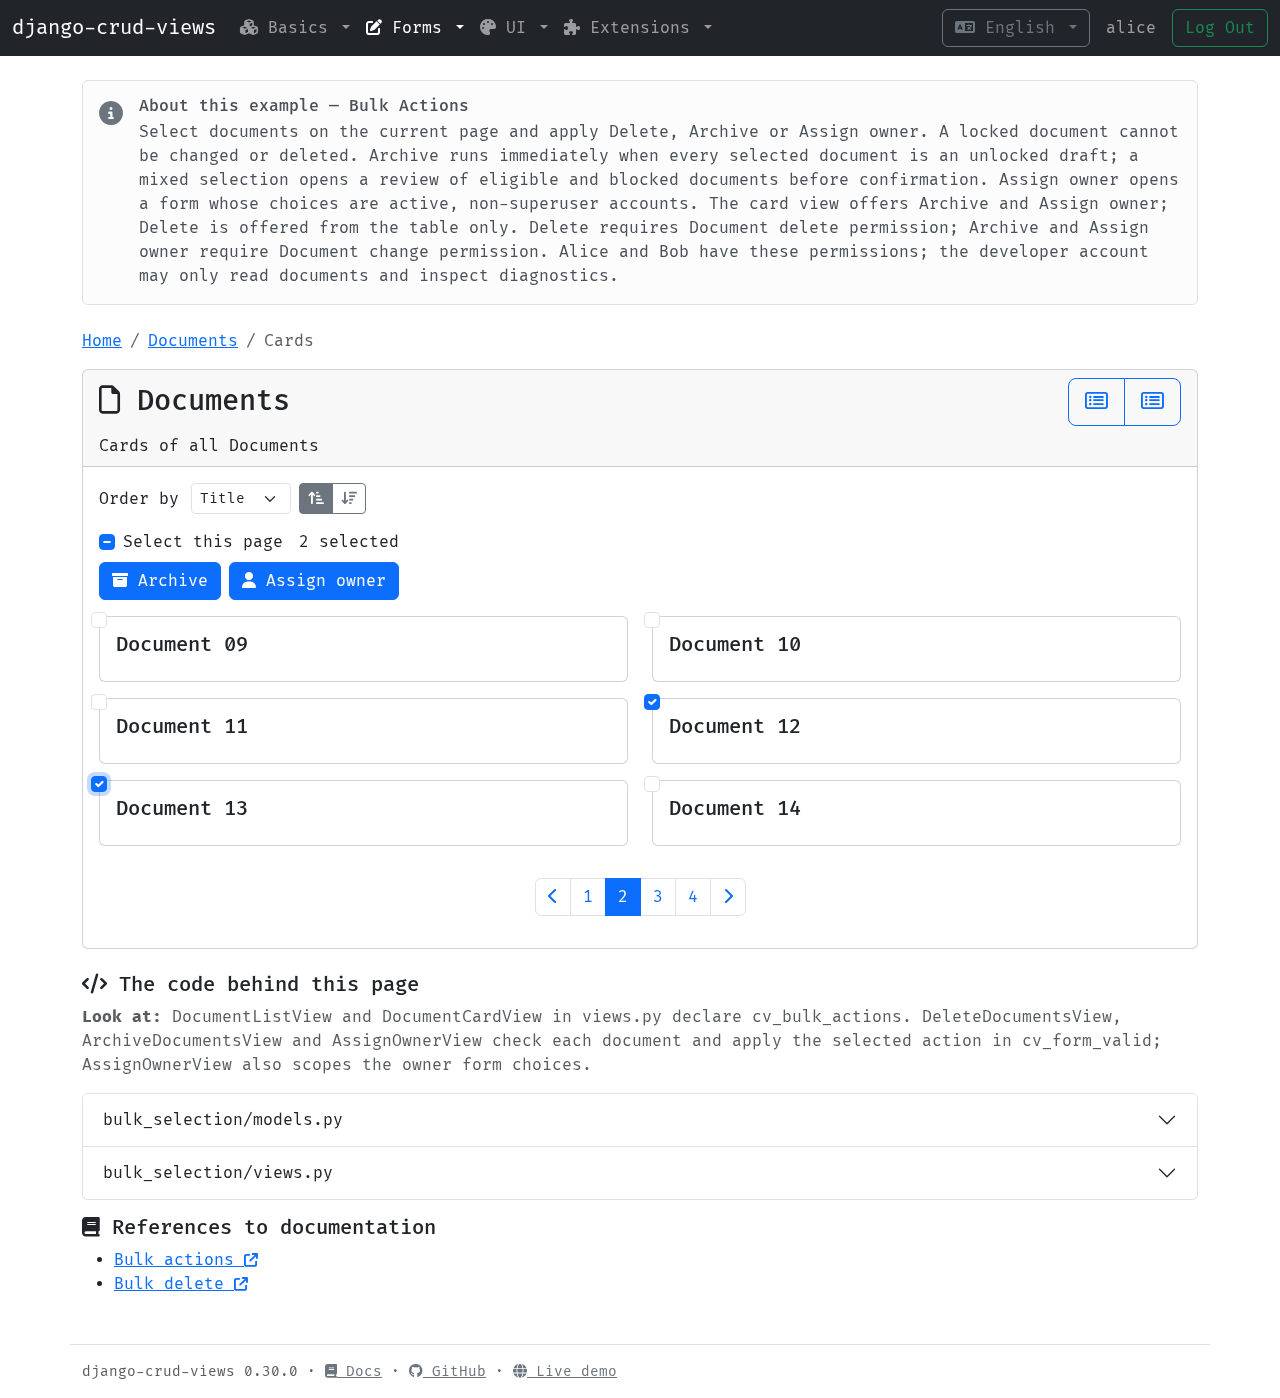 django-crud-views Basics Forms UI Extensions English alice Log Out
About this example — Bulk Actions
Select documents on the current page and apply Delete, Archive or Assign owner. A locked document cannot
be changed or deleted. Archive runs immediately when every selected document is an unlocked draft; a
mixed selection opens a review of eligible and blocked documents before confirmation. Assign owner opens
a form whose choices are active, non-superuser accounts. The card view offers Archive and Assign owner;
Delete is offered from the table only. Delete requires Document delete permission; Archive and Assign
owner require Document change permission. Alice and Bob have these permissions; the developer account
may only read documents and inspect diagnostics.
Home / Documents / Cards
Documents
Cards of all Documents
Order by Title
Select this page 2 selected
Archive Assign owner
Document 09 Document 10
Document 11 Document 12
Document 13 Document 14
1 2 3 4
The code behind this page
Look at: DocumentListView and DocumentCardView in views.py declare cv_bulk_actions. DeleteDocumentsView,
ArchiveDocumentsView and AssignOwnerView check each document and apply the selected action in cv_form_valid;
AssignOwnerView also scopes the owner form choices.
bulk_selection/models.py
bulk_selection/views.py
References to documentation
• Bulk actions
• Bulk delete
django-crud-views 0.30.0 · Docs · GitHub · Live demo